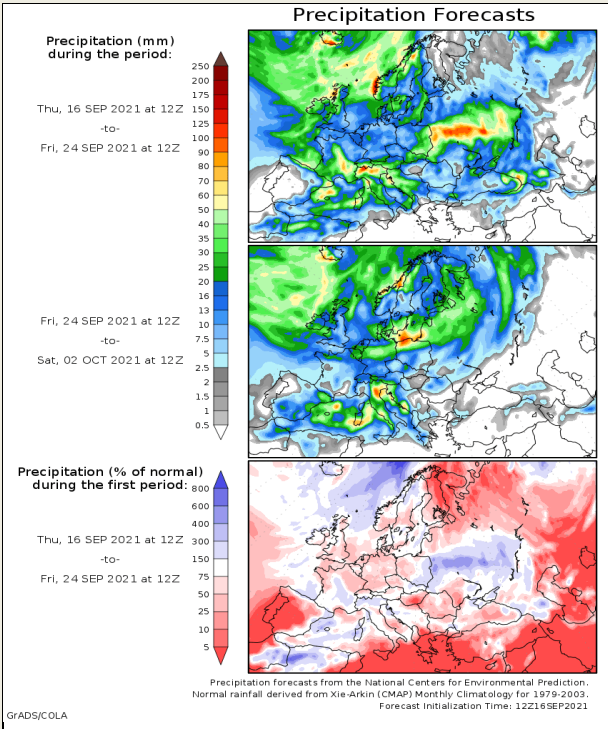 Precipitation Forecasts
Precipitation (mm)
during the period:
Thu, 16 SEP 2021 at 12Z
-to-
Fri, 24 SEP 2021 at 12Z
250
200
175
150
125
100
90
80
70
60
50
40
35
30
25
20
16
13
10
7.5
5
2.5
2
1.5
1
0.5
Fri, 24 SEP 2021 at 12Z
-to-
Sat, 02 OCT 2021 at 12Z
Precipitation (% of normal)
during the first period:
Thu, 16 SEP 2021 at 12Z
-to-
Fri, 24 SEP 2021 at 12Z
800
600
400
300
150
75
50
25
10
5
Precipitation forecasts from the National Centers for Environmental Prediction.
Normal rainfall derived from Xie-Arkin (CMAP) Monthly Climatology for 1979-2003.
Forecast Initialization Time: 12Z16SEP2021
GrADS/COLA